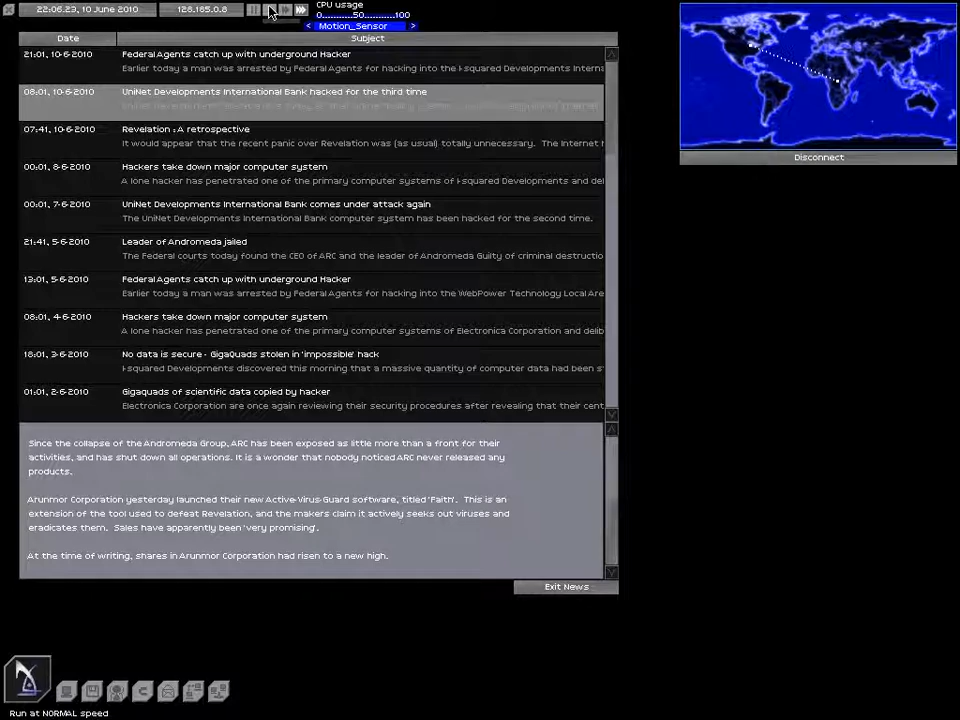 22:06.23, 10 June 2010
128.185.0.8
CPU usage
0..........50..........100
< Motion_Sensor >
Date
Subject
21:01, 10-6-2010
Federal Agents catch up with underground Hacker
Earlier today a man was arrested by Federal Agents for hacking into the I-squared Developments Interna
08:01, 10-6-2010
UniNet Developments International Bank hacked for the third time
07:41, 10-6-2010
Revelation : A retrospective
It would appear that the recent panic over Revelation was (as usual) totally unnecessary. The Internet h
00:01, 8-6-2010
Hackers take down major computer system
A lone hacker has penetrated one of the primary computer systems of I-squared Developments and del
00:01, 7-6-2010
UniNet Developments International Bank comes under attack again
The UniNet Developments International Bank computer system has been hacked for the second time.
21:41, 5-6-2010
Leader of Andromeda jailed
The Federal courts today found the CEO of ARC and the leader of Andromeda Guilty of criminal destructio
13:01, 5-6-2010
Federal Agents catch up with underground Hacker
Earlier today a man was arrested by Federal Agents for hacking into the WebPower Technology Local Are
08:01, 4-6-2010
Hackers take down major computer system
A lone hacker has penetrated one of the primary computer systems of Electronica Corporation and delib
18:01, 3-6-2010
No data is secure - GigaQuads stolen in 'impossible' hack
I-squared Developments discovered this morning that a massive quantity of computer data had been s
01:01, 2-6-2010
Gigaquads of scientific data copied by hacker
Electronica Corporation are once again reviewing their security procedures after revealing that their cent
Since the collapse of the Andromeda Group, ARC has been exposed as little more than a front for their
activities, and has shut down all operations. It is a wonder that nobody noticed ARC never released any
products.
Arunmor Corporation yesterday launched their new Active-Virus-Guard software, titled 'Faith'. This is an
extension of the tool used to defeat Revelation, and the makers claim it actively seeks out viruses and
eradicates them. Sales have apparently been 'very promising'.
At the time of writing, shares in Arunmor Corporation had risen to a new high.
Exit News
Disconnect
Run at NORMAL speed